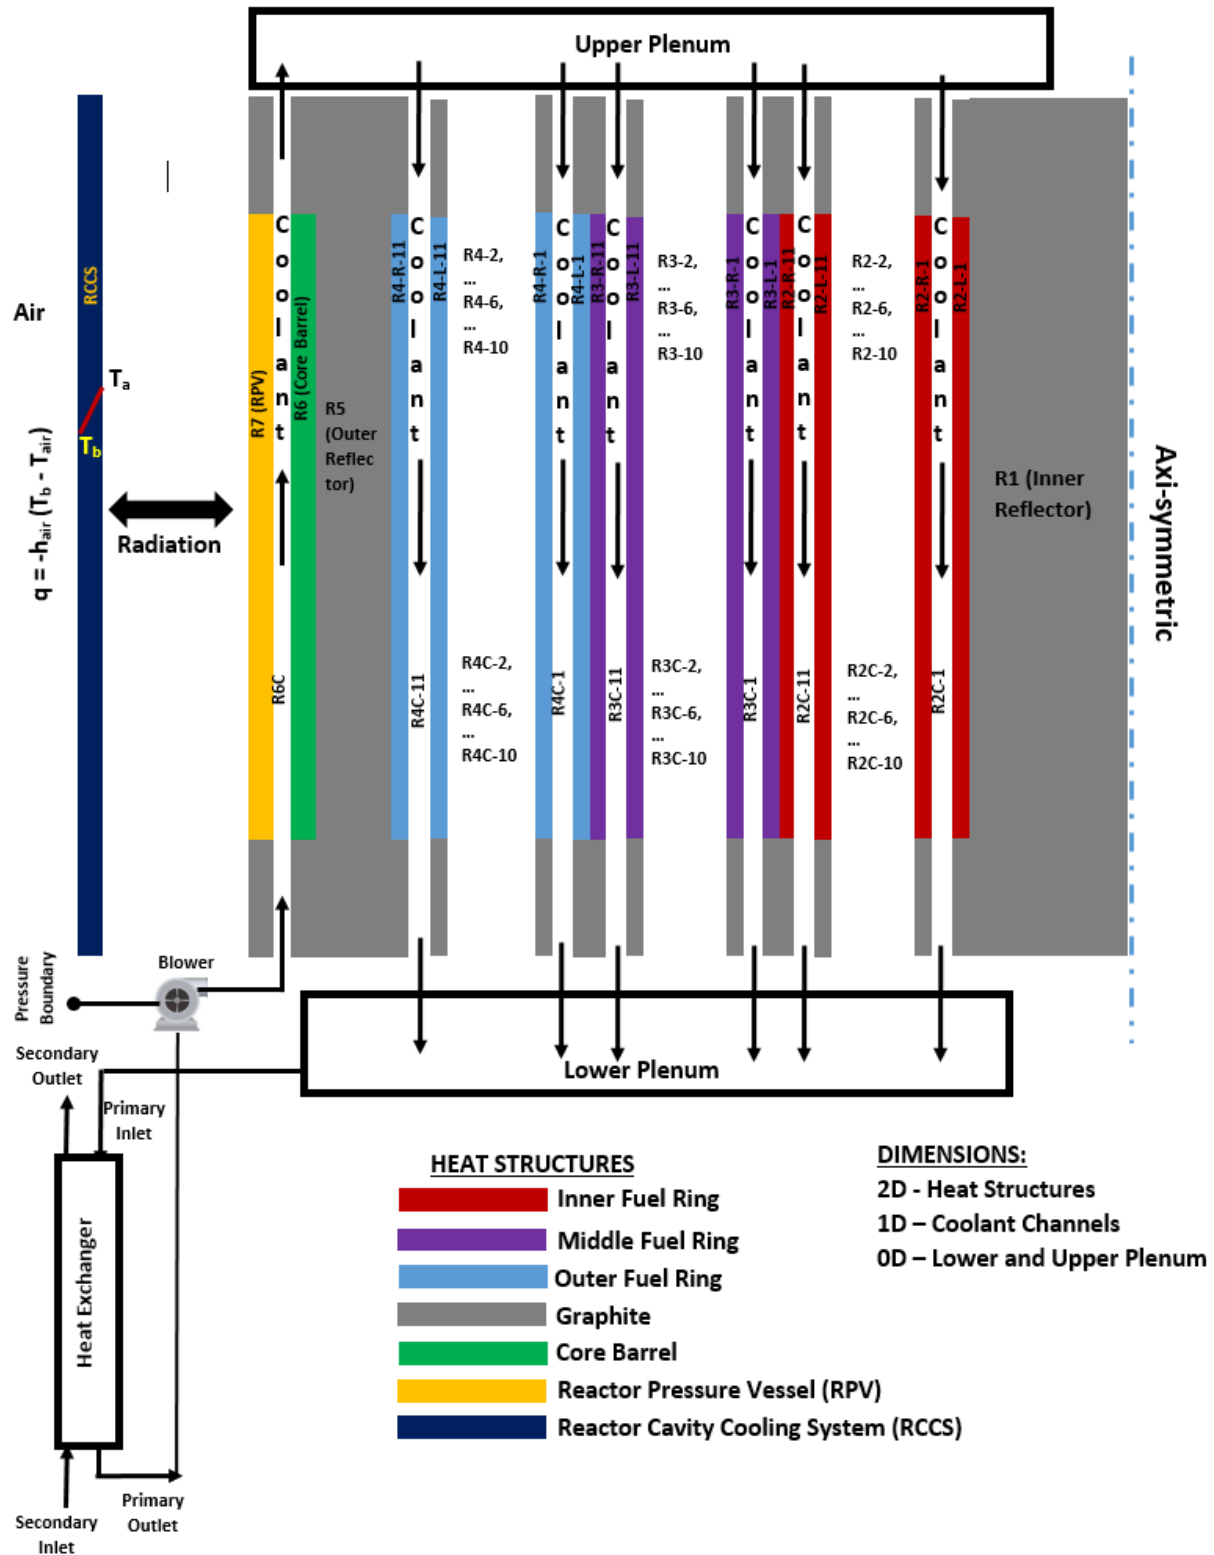 Upper Plenum
Air
RCCS
Ta
Tb
q = -hair (Tb - Tair)
Radiation
R7 (RPV)
Coolant
R6 (Core Barrel)
R5
(Outer
Reflec
tor)
R6C
R4-R-11
Coolant
R4-L-11
R4C-11
R4-2,
...
R4-6,
...
R4-10
R4C-2,
...
R4C-6,
...
R4C-10
R4-R-1
Coolant
R4-L-1
R4C-1
R3-R-11
Coolant
R3-L-11
R3C-11
R3-2,
...
R3-6,
...
R3-10
R3C-2,
...
R3C-6,
...
R3C-10
R3-R-1
Coolant
R3-L-1
R3C-1
R2-R-11
Coolant
R2-L-11
R2C-11
R2-2,
...
R2-6,
...
R2-10
R2C-2,
...
R2C-6,
...
R2C-10
R2-R-1
Coolant
R2-L-1
R2C-1
R1 (Inner
Reflector)
Axi-symmetric
Pressure
Boundary
Blower
Secondary
Outlet
Primary
Inlet
Lower Plenum
Heat Exchanger
Primary
Outlet
Secondary
Inlet
HEAT STRUCTURES
Inner Fuel Ring
Middle Fuel Ring
Outer Fuel Ring
Graphite
Core Barrel
Reactor Pressure Vessel (RPV)
Reactor Cavity Cooling System (RCCS)
DIMENSIONS:
2D - Heat Structures
1D – Coolant Channels
0D – Lower and Upper Plenum